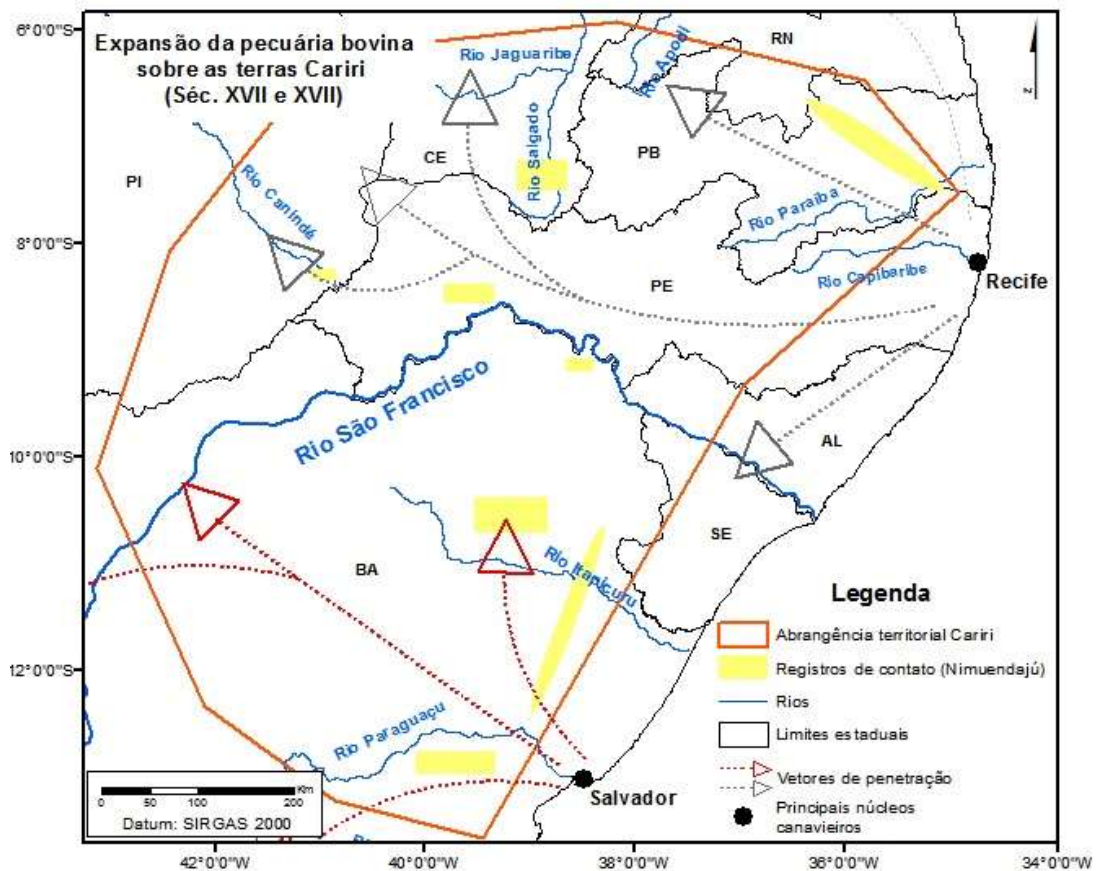 Expansão da pecuária bovina
sobre as terras Cariri
(Séc. XVII e XVII)
6°0'0"S
8°0'0"S
10°0'0"S
12°0'0"S
RN
Rio Jaguaribe
Rio Apodi
N
CE
PB
PI
Rio Salgado
Rio Canindé
Rio Paraiba
Rio Capibaribe
PE
Recife
Rio São Francisco
AL
SE
BA
Rio Itapicuru
Rio Paraguaçu
Salvador
Legenda
Abrangência territorial Cariri
Registros de contato (Nimuendajú)
Rios
Limites estaduais
Vetores de penetração
Principais núcleos
canavieiros
0 50 100 200 Km
Datum: SIRGAS 2000
42°0'0"W
40°0'0"W
38°0'0"W
36°0'0"W
34°0'0"W